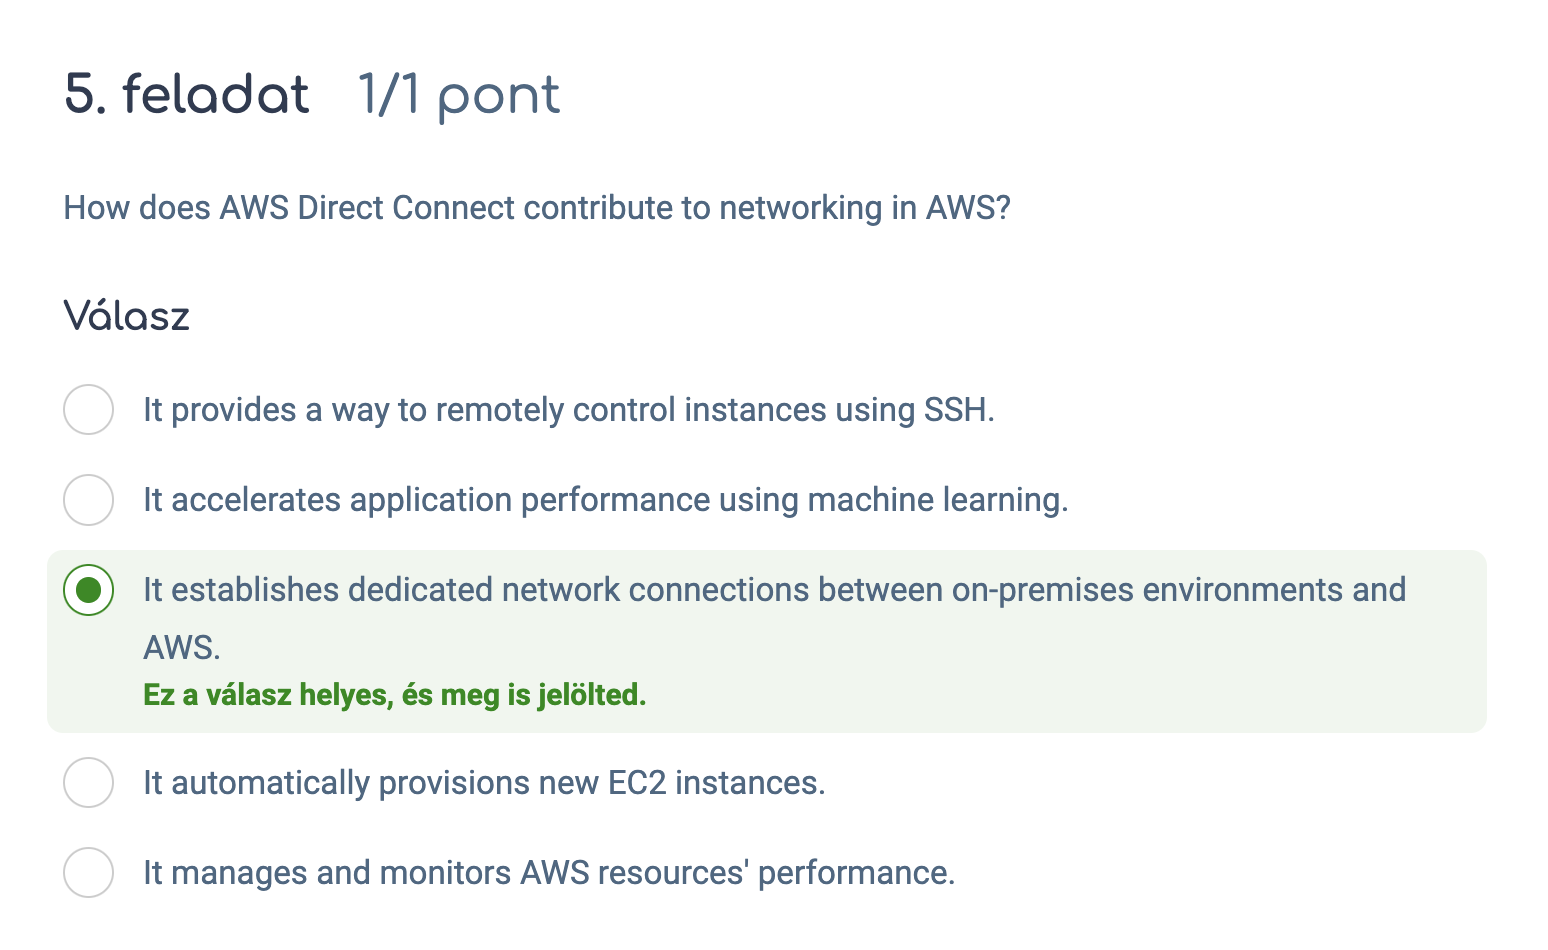 5. feladat 1/1 pont
How does AWS Direct Connect contribute to networking in AWS?
Válasz
It provides a way to remotely control instances using SSH.
It accelerates application performance using machine learning.
It establishes dedicated network connections between on-premises environments and
AWS.
Ez a válasz helyes, és meg is jelölted.
It automatically provisions new EC2 instances.
It manages and monitors AWS resources' performance.